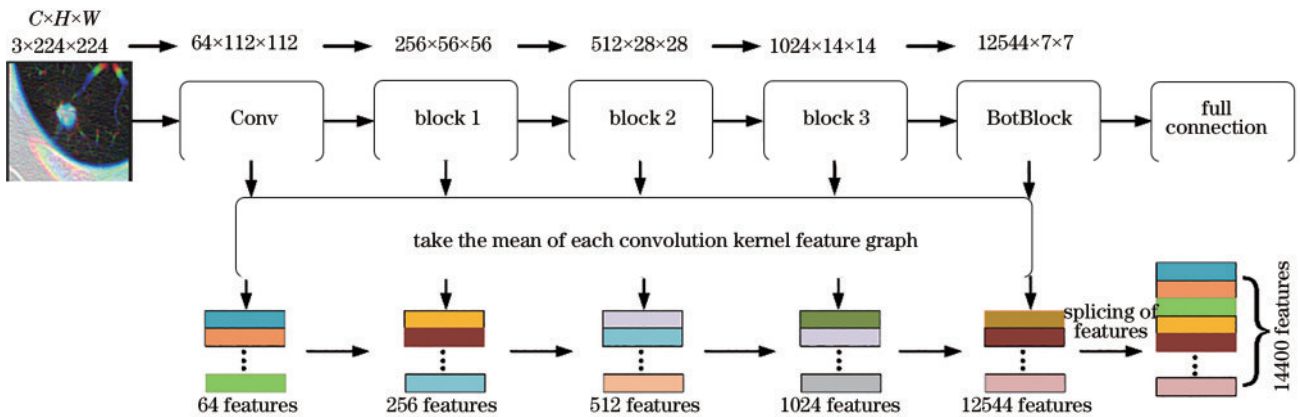 C×H×W
3×224×224
64×112×112
256×56×56
512×28×28
1024×14×14
12544×7×7
Conv
block 1
block 2
block 3
BotBlock
full
connection
take the mean of each convolution kernel feature graph
splicing of
features
64 features
256 features
512 features
1024 features
12544 features
14400 features